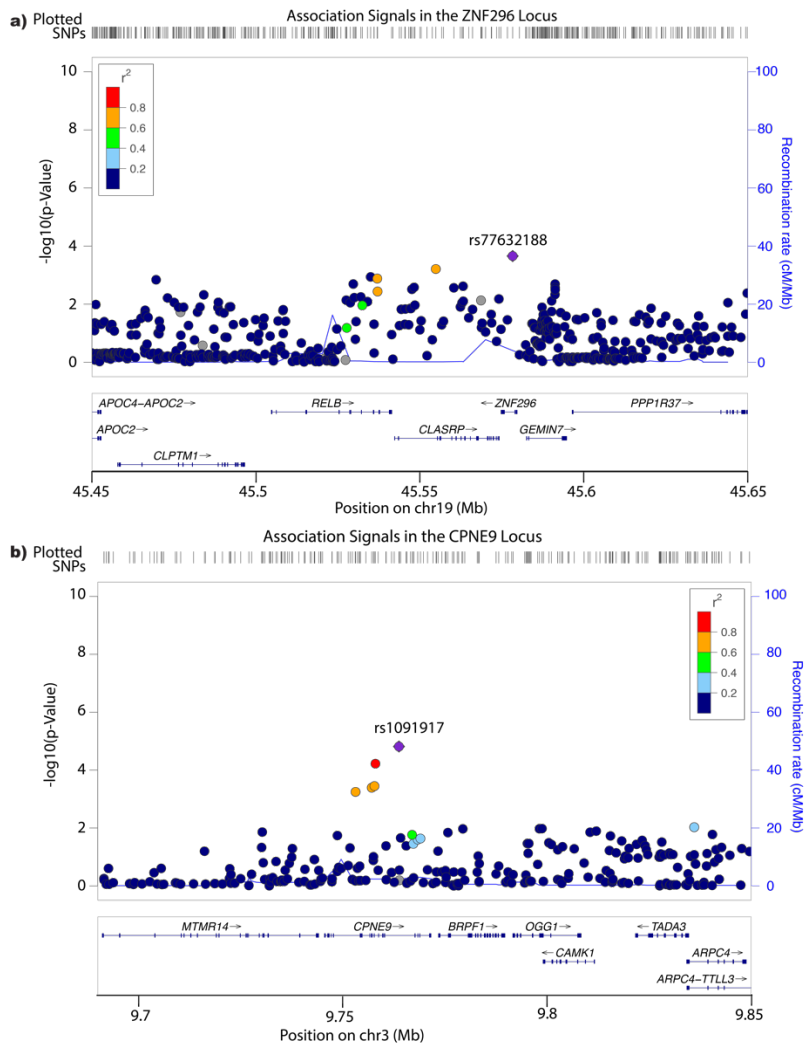 a) Plotted SNPs
Association Signals in the ZNF296 Locus
10
8
6
4
2
0
-log10(p-Value)
r²
0.8
0.6
0.4
0.2
rs77632188
100
80
60
40
20
0
Recombination rate (cM/Mb)
APOC4-APOC2→
RELB→
←ZNF296
PPP1R37→
APOC2→
CLASRP→
GEMIN7→
CLPTM1→
45.45
45.5
45.55
45.6
45.65
Position on chr19 (Mb)
b) Plotted SNPs
Association Signals in the CPNE9 Locus
10
8
6
4
2
0
-log10(p-Value)
rs1091917
r²
0.8
0.6
0.4
0.2
100
80
60
40
20
0
Recombination rate (cM/Mb)
MTMR14→
CPNE9→
BRPF1→
OGG1→
←TADA3
←CAMK1
ARPC4→
ARPC4-TTLL3→
9.7
9.75
9.8
9.85
Position on chr3 (Mb)